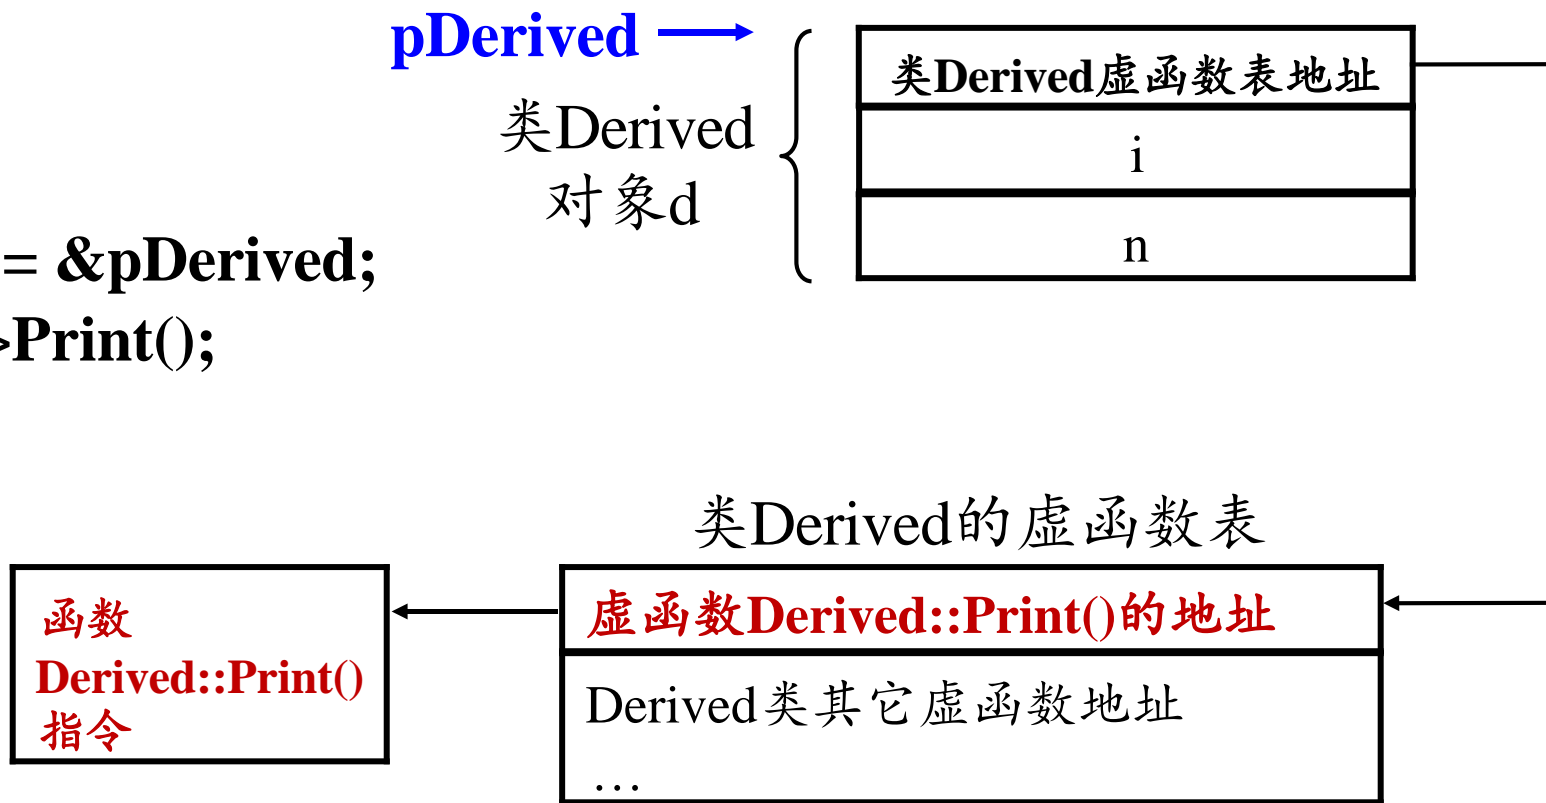 pDerived
类Derived
对象d
类Derived虚函数表地址
i
n
= &pDerived;
>Print();
类Derived的虚函数表
函数
Derived::Print()
指令
虚函数Derived::Print()的地址
Derived类其它虚函数地址
…